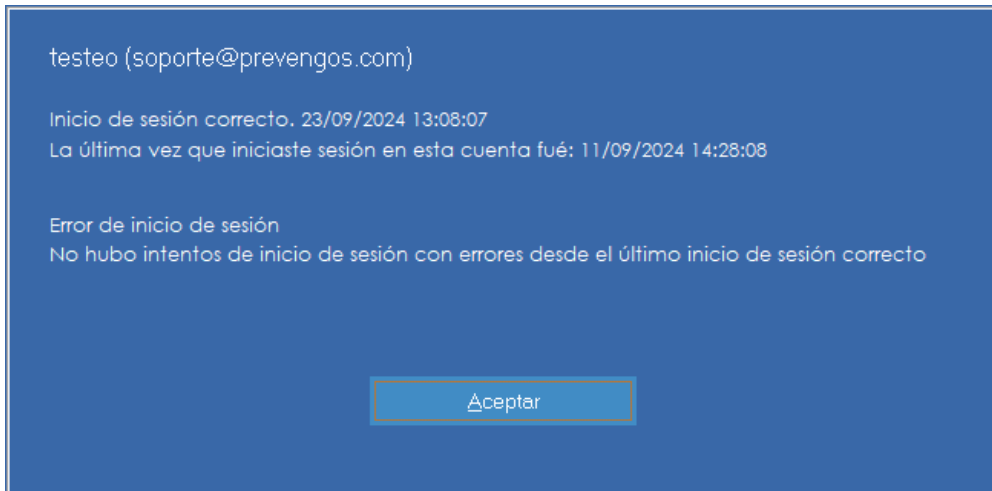 testeo (soporte@prevengos.com)
Inicio de sesión correcto. 23/09/2024 13:08:07
La última vez que iniciaste sesión en esta cuenta fué: 11/09/2024 14:28:08
Error de inicio de sesión
No hubo intentos de inicio de sesión con errores desde el último inicio de sesión correcto
Aceptar